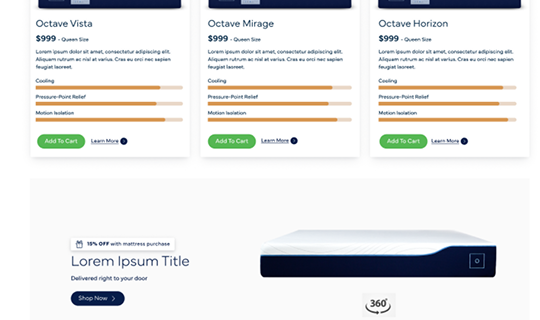 Octave Vista
$999 - Queen Size
Lorem ipsum dolor sit amet, consectetur adipiscing elit.
Aliquam rutrum ac nisl at varius. Cras eu orci nec sapien
feugiat laoreet.
Cooling
Pressure-Point Relief
Motion Isolation
Add To Cart Learn More
Octave Mirage
$999 - Queen Size
Lorem ipsum dolor sit amet, consectetur adipiscing elit.
Aliquam rutrum ac nisl at varius. Cras eu orci nec sapien
feugiat laoreet.
Cooling
Pressure-Point Relief
Motion Isolation
Add To Cart Learn More
Octave Horizon
$999 - Queen Size
Lorem ipsum dolor sit amet, consectetur adipiscing elit.
Aliquam rutrum ac nisl at varius. Cras eu orci nec sapien
feugiat laoreet.
Cooling
Pressure-Point Relief
Motion Isolation
Add To Cart Learn More
15% OFF with mattress purchase
Lorem Ipsum Title
Delivered right to your door
Shop Now
360°